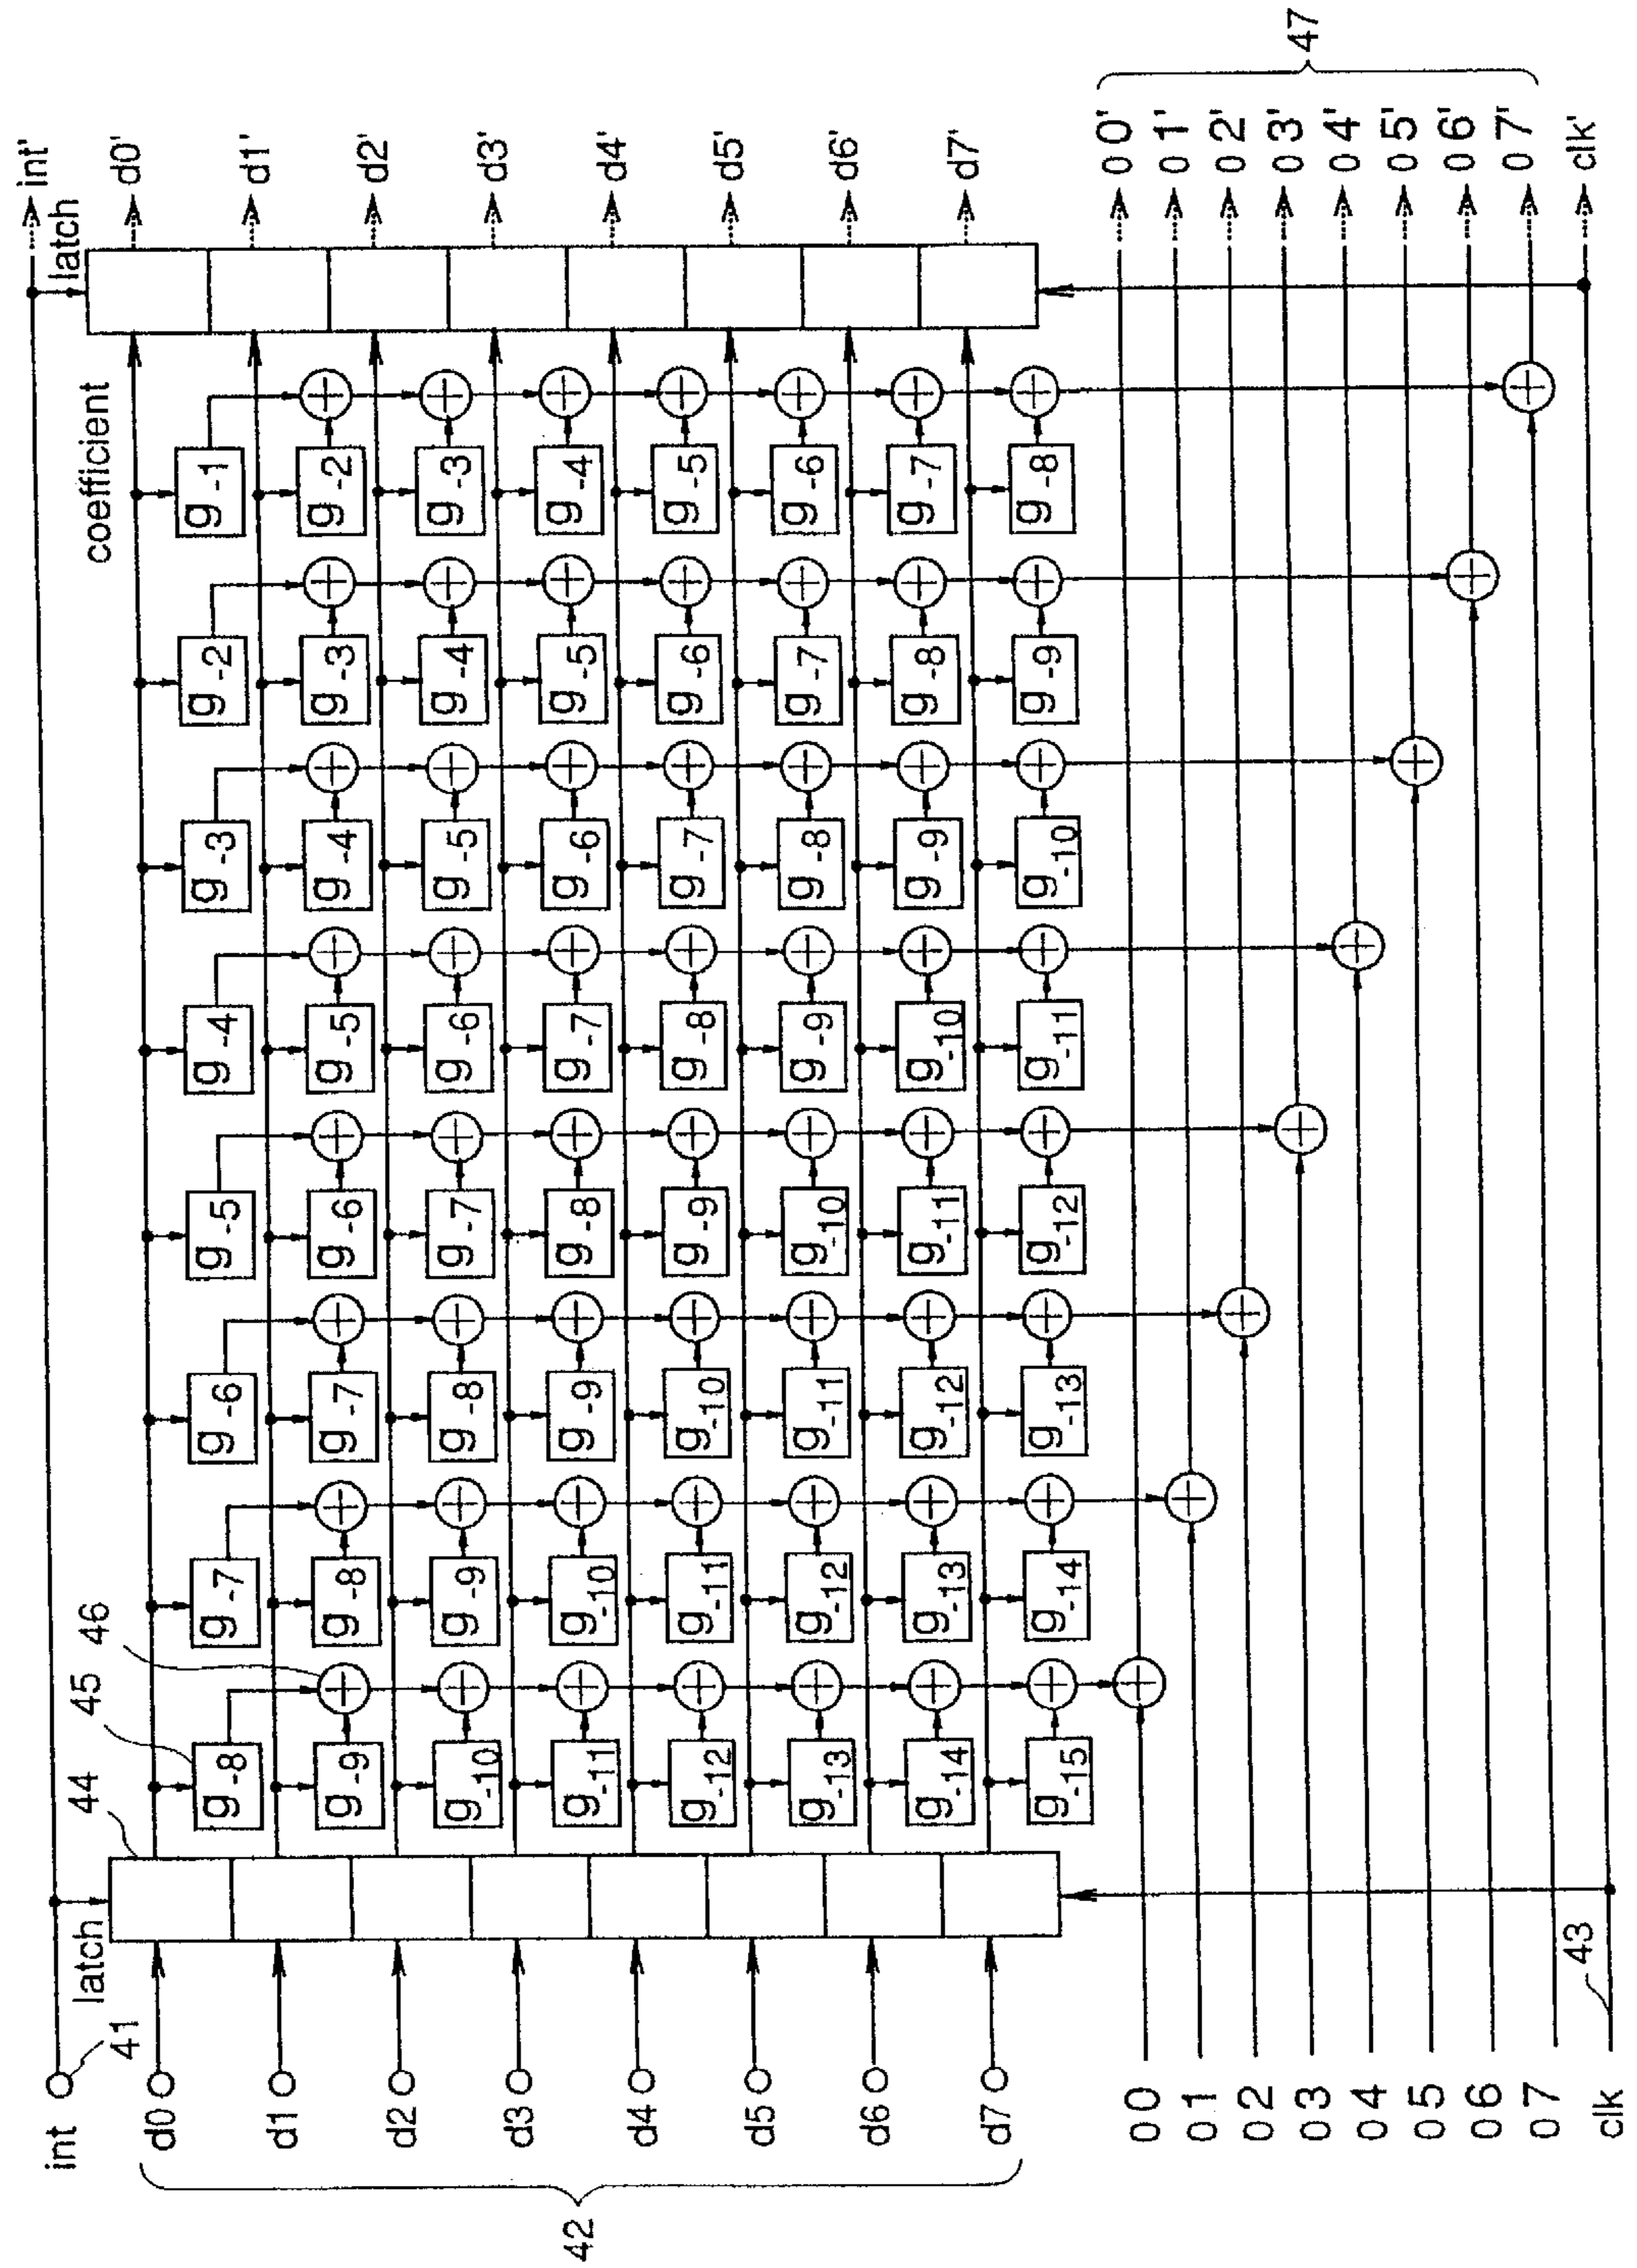 int 41 int'
latch 44 45 46 coefficient latch
d0 d0'
g-8 g-7 g-6 g-5 g-4 g-3 g-2 g-1
d1 d1'
g-9 g-8 g-7 g-6 g-5 g-4 g-3 g-2
d2 d2'
g-10 g-9 g-8 g-7 g-6 g-5 g-4 g-3
d3 d3'
g-11 g-10 g-9 g-8 g-7 g-6 g-5 g-4
42
d4 d4'
g-12 g-11 g-10 g-9 g-8 g-7 g-6 g-5
d5 d5'
g-13 g-12 g-11 g-10 g-9 g-8 g-7 g-6
d6 d6'
g-14 g-13 g-12 g-11 g-10 g-9 g-8 g-7
d7 d7'
g-15 g-14 g-13 g-12 g-11 g-10 g-9 g-8
o0 o0'
o1 o1'
o2 o2'
o3 o3'
47
o4 o4'
o5 o5'
o6 o6'
o7 o7'
clk 43 clk'